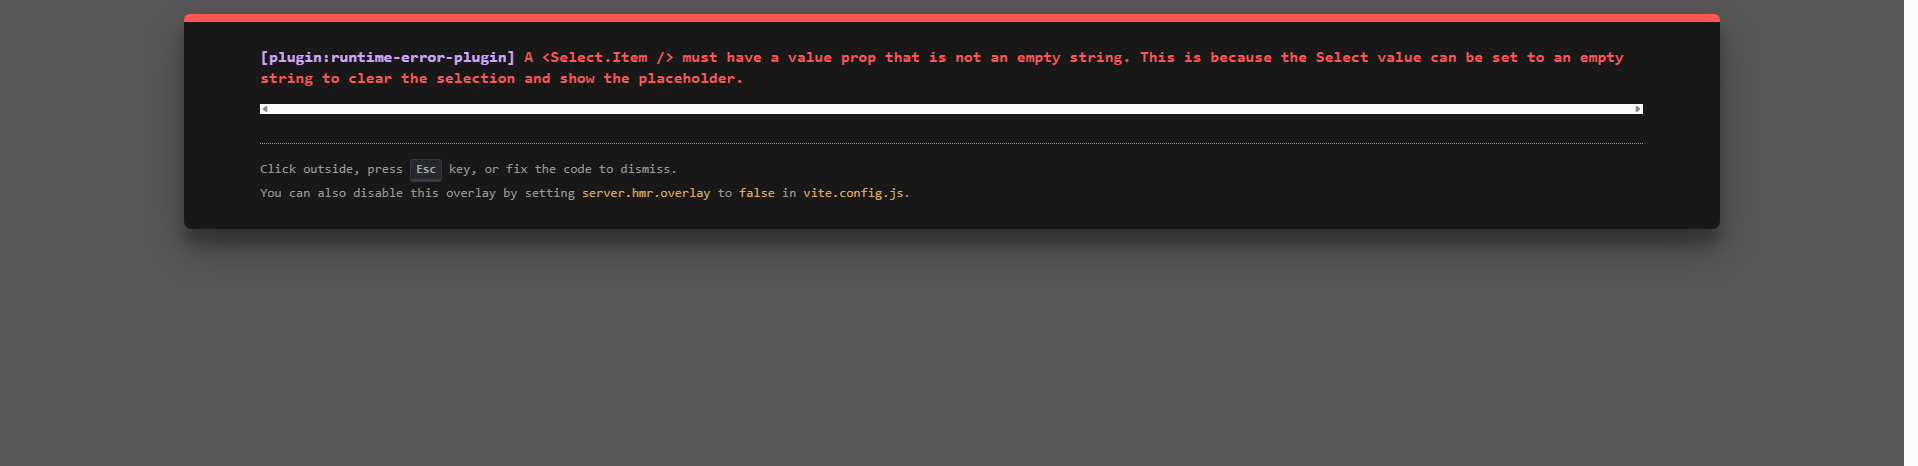 [plugin:runtime-error-plugin] A <Select.Item /> must have a value prop that is not an empty string. This is because the Select value can be set to an empty
string to clear the selection and show the placeholder.
Click outside, press Esc key, or fix the code to dismiss.
You can also disable this overlay by setting server.hmr.overlay to false in vite.config.js.